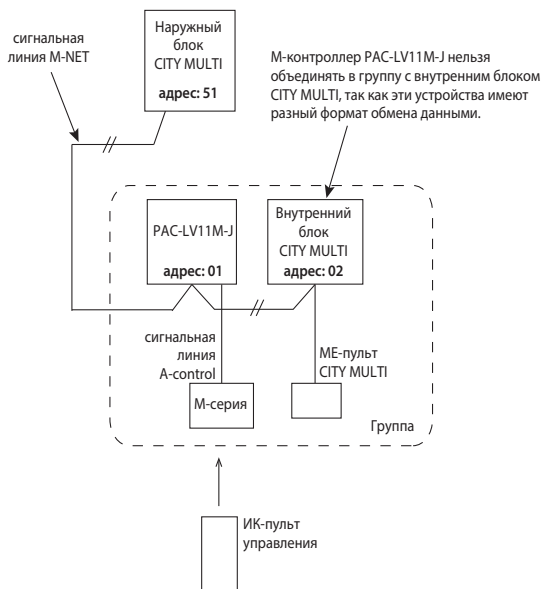 сигнальная
линия M-NET
Наружный
блок
CITY MULTI
адрес: 51
М-контроллер PAC-LV11M-J нельзя
объединять в группу с внутренним блоком
CITY MULTI, так как эти устройства имеют
разный формат обмена данными.
PAC-LV11M-J
адрес: 01
Внутренний
блок
CITY MULTI
адрес: 02
сигнальная
линия
A-control
М-серия
МЕ-пульт
CITY MULTI
Группа
ИК-пульт
управления